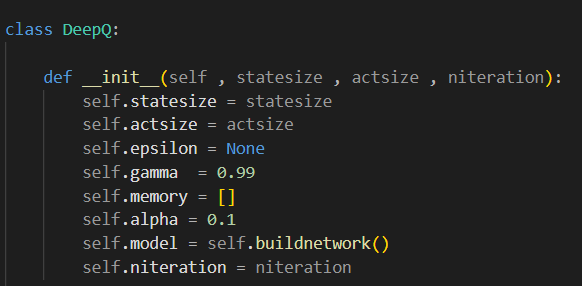 class DeepQ:
def __init__(self , statesize , actsize , niteration):
self.statesize = statesize
self.actsize = actsize
self.epsilon = None
self.gamma  = 0.99
self.memory = []
self.alpha = 0.1
self.model = self.buildnetwork()
self.niteration = niteration